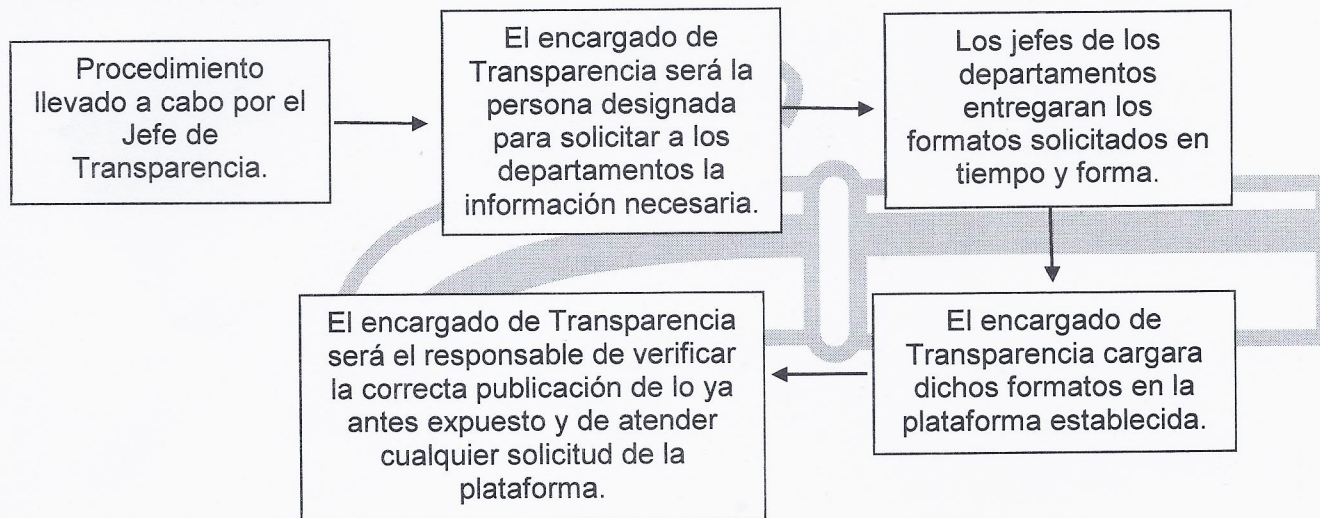 Procedimiento
llevado a cabo por el
Jefe de
Transparencia.
El encargado de
Transparencia será la
persona designada
para solicitar a los
departamentos la
información necesaria.
Los jefes de los
departamentos
entregaran los
formatos solicitados en
tiempo y forma.
El encargado de
Transparencia cargara
dichos formatos en la
plataforma establecida.
El encargado de Transparencia
será el responsable de verificar
la correcta publicación de lo ya
antes expuesto y de atender
cualquier solicitud de la
plataforma.